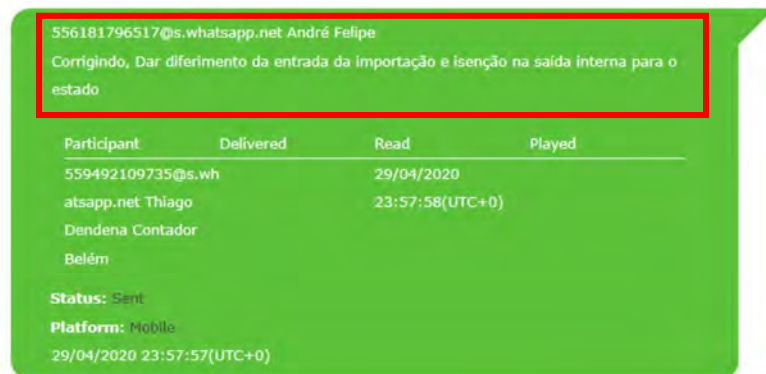 556181796517@s.whatsapp.net André Felipe
Corrigindo, Dar diferimento da entrada da importação e isenção na saída interna para o
estado
Participant Delivered Read Played
559492109735@s.wh 29/04/2020
atsapp.net Thiago 23:57:58(UTC+0)
Dendena Contador
Belém
Status: Sent
Platform: Mobile
29/04/2020 23:57:57(UTC+0)